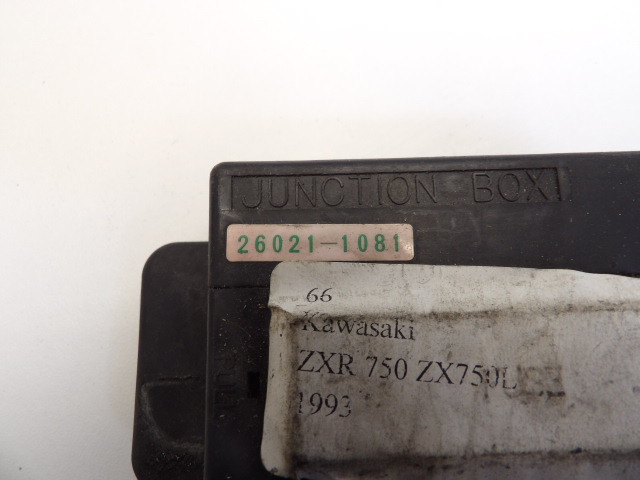 JUNCTION BOX
26021-1081
66
Kawasaki
ZXR 750 ZX750L
1993